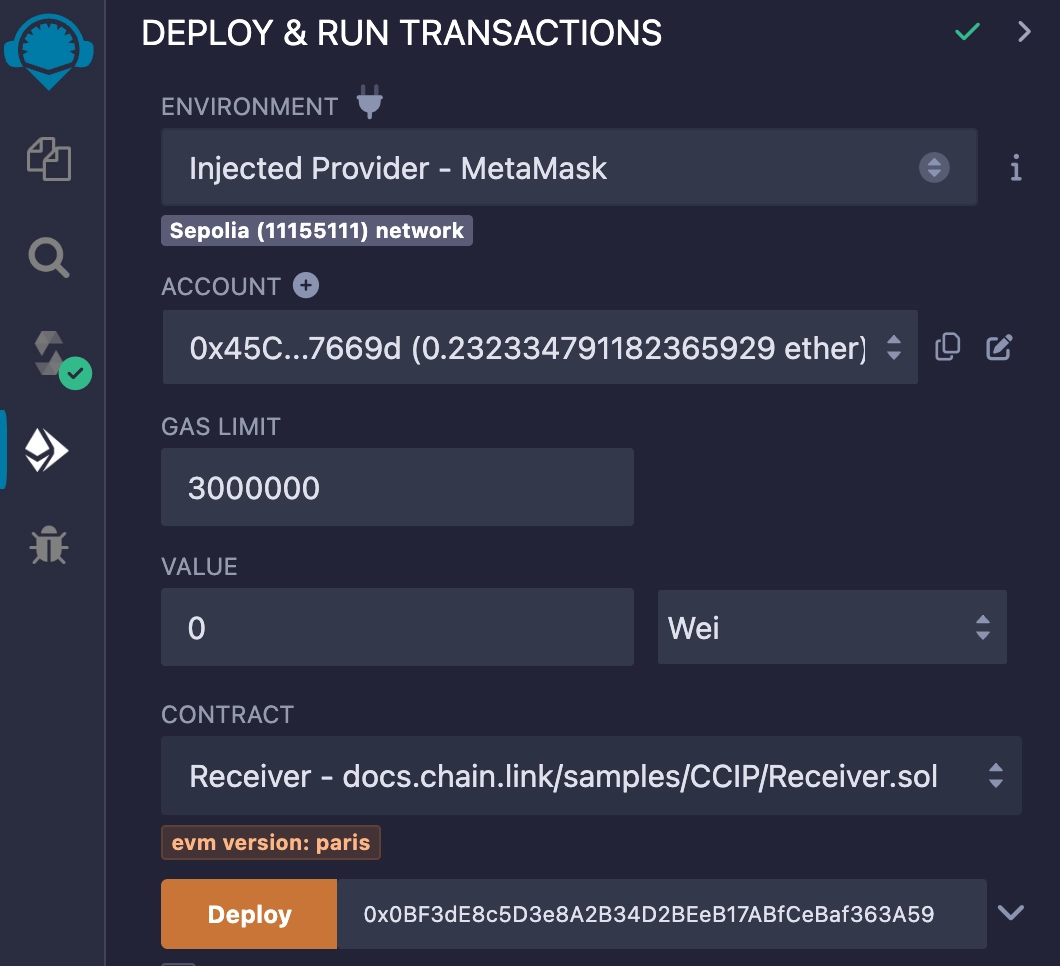 DEPLOY & RUN TRANSACTIONS
ENVIRONMENT
Injected Provider - MetaMask
Sepolia (11155111) network
ACCOUNT
0x45C...7669d (0.232334791182365929 ether)
GAS LIMIT
3000000
VALUE
0
Wei
CONTRACT
Receiver - docs.chain.link/samples/CCIP/Receiver.sol
evm version: paris
Deploy
0x0BF3dE8c5D3e8A2B34D2BEeB17ABfCeBaf363A59